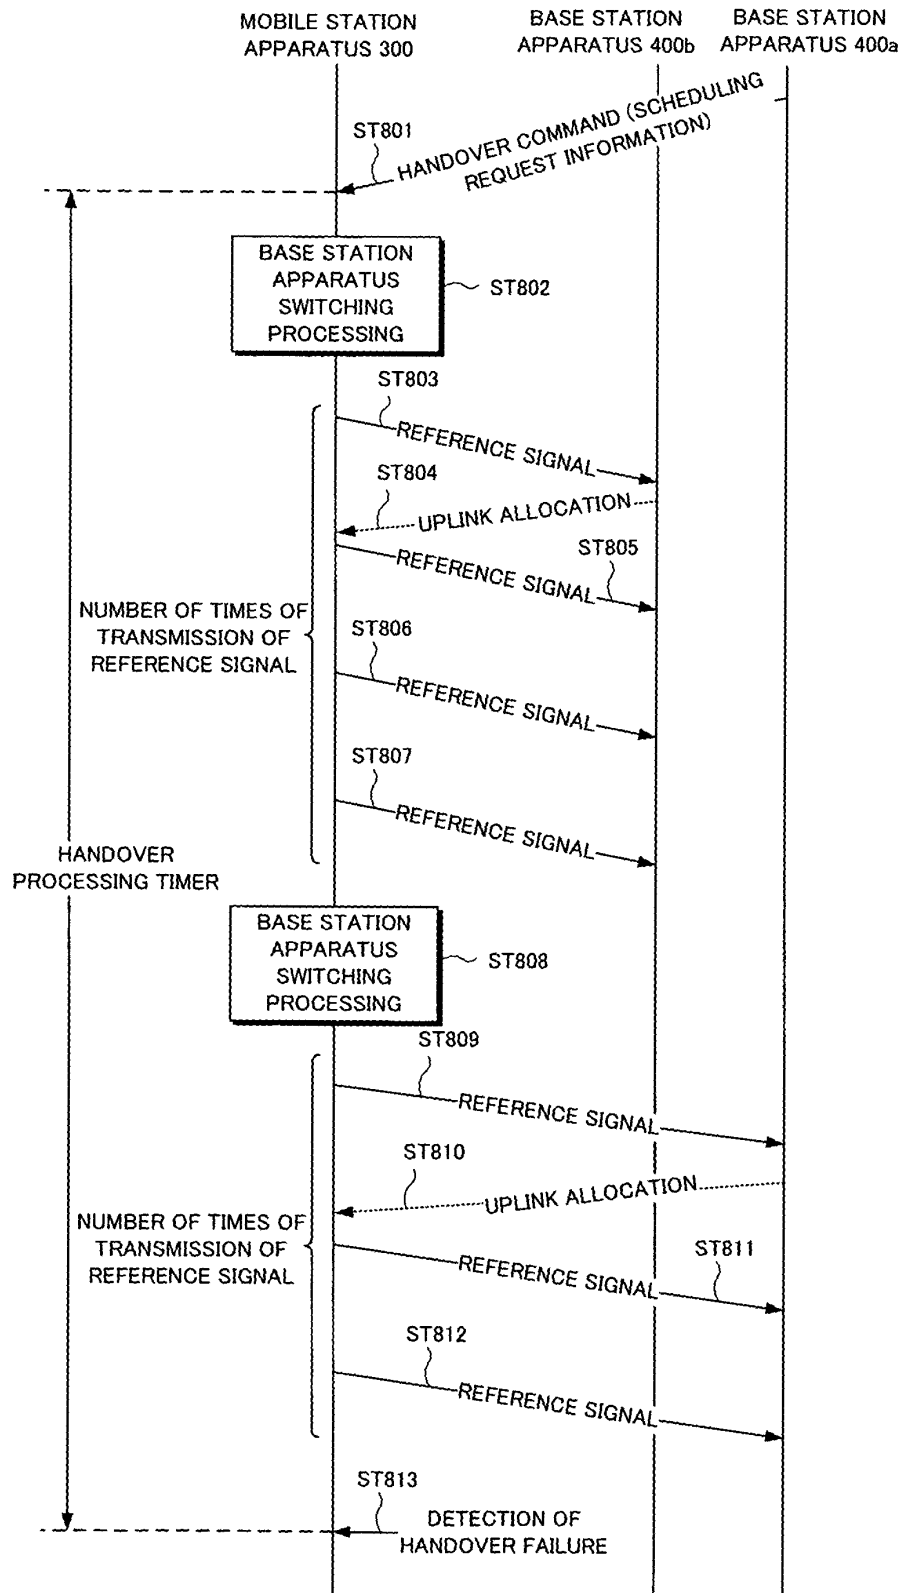 MOBILE STATION
APPARATUS 300
BASE STATION
APPARATUS 400b
BASE STATION
APPARATUS 400a
ST801
HANDOVER COMMAND (SCHEDULING
REQUEST INFORMATION)
BASE STATION
APPARATUS
SWITCHING
PROCESSING
ST802
ST803
REFERENCE SIGNAL
ST804
UPLINK ALLOCATION
ST805
REFERENCE SIGNAL
NUMBER OF TIMES OF
TRANSMISSION OF
REFERENCE SIGNAL
ST806
REFERENCE SIGNAL
ST807
REFERENCE SIGNAL
HANDOVER
PROCESSING TIMER
BASE STATION
APPARATUS
SWITCHING
PROCESSING
ST808
ST809
REFERENCE SIGNAL
ST810
UPLINK ALLOCATION
NUMBER OF TIMES OF
TRANSMISSION OF
REFERENCE SIGNAL
ST811
REFERENCE SIGNAL
ST812
REFERENCE SIGNAL
ST813
DETECTION OF
HANDOVER FAILURE